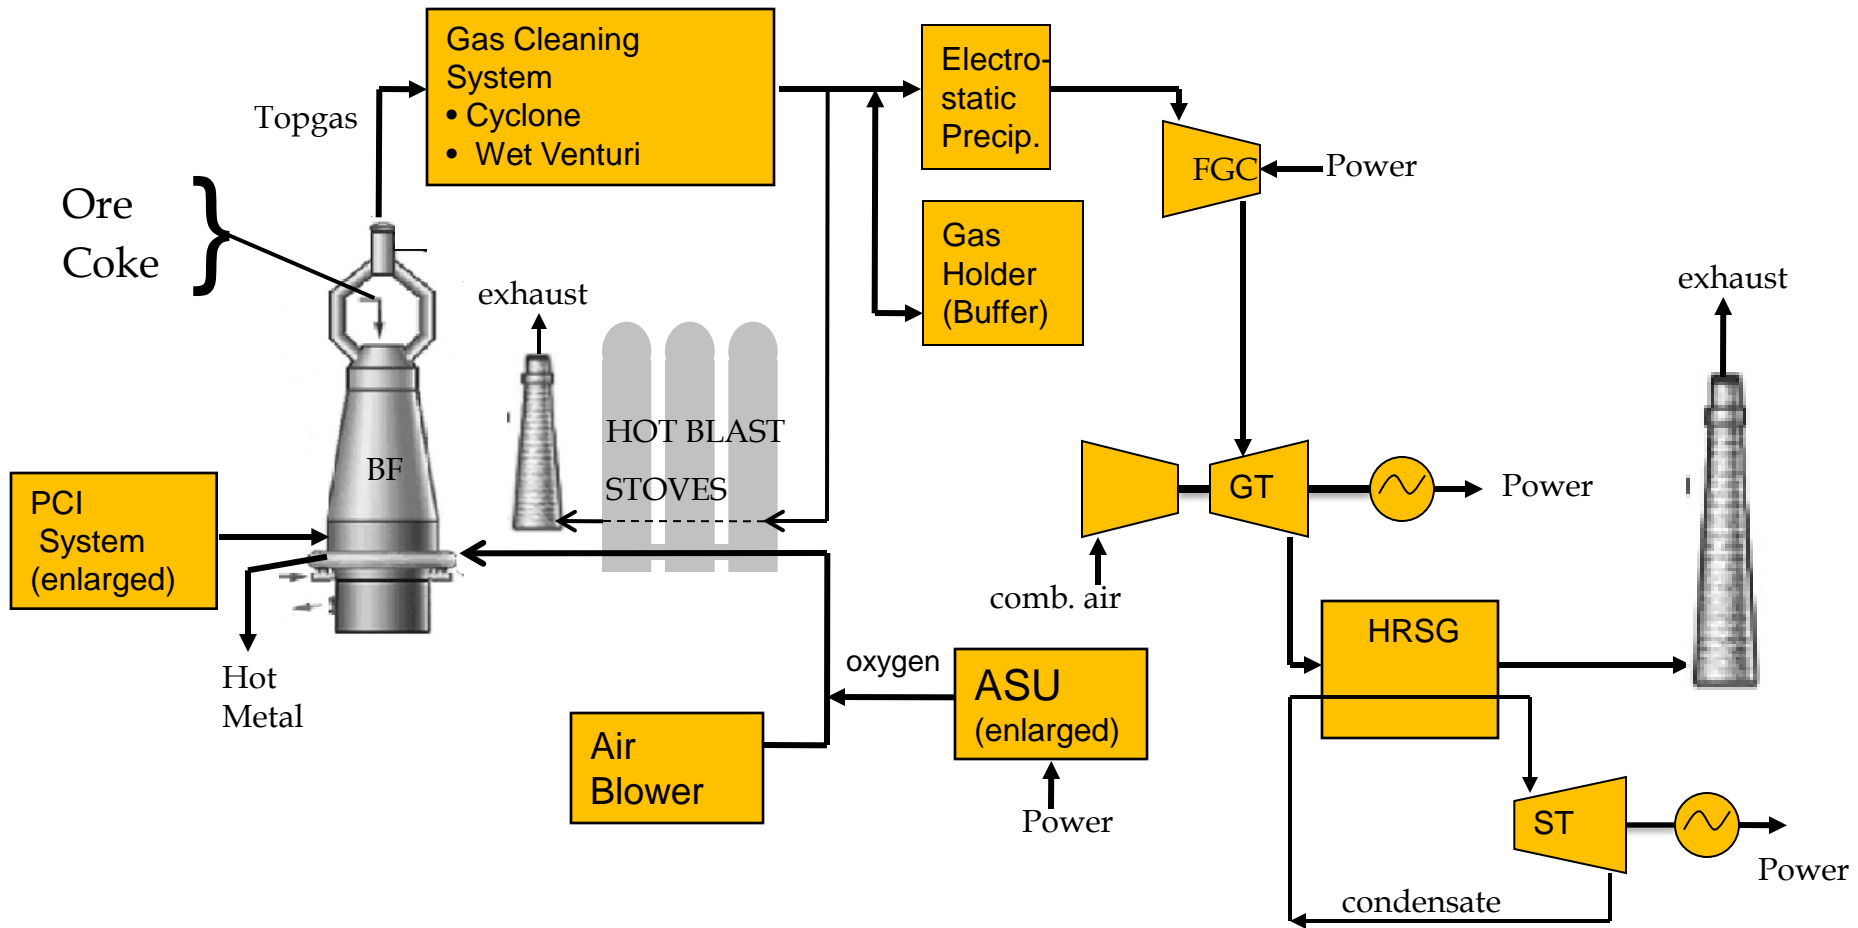 Gas Cleaning
System
• Cyclone
• Wet Venturi
Electro-
static
Precip.
Topgas
FGC
Power
Ore
Coke
Gas
Holder
(Buffer)
exhaust
exhaust
HOT BLAST
STOVES
BF
GT
Power
PCI
System
(enlarged)
comb. air
HRSG
Hot
Metal
oxygen
ASU
(enlarged)
Air
Blower
Power
ST
Power
condensate